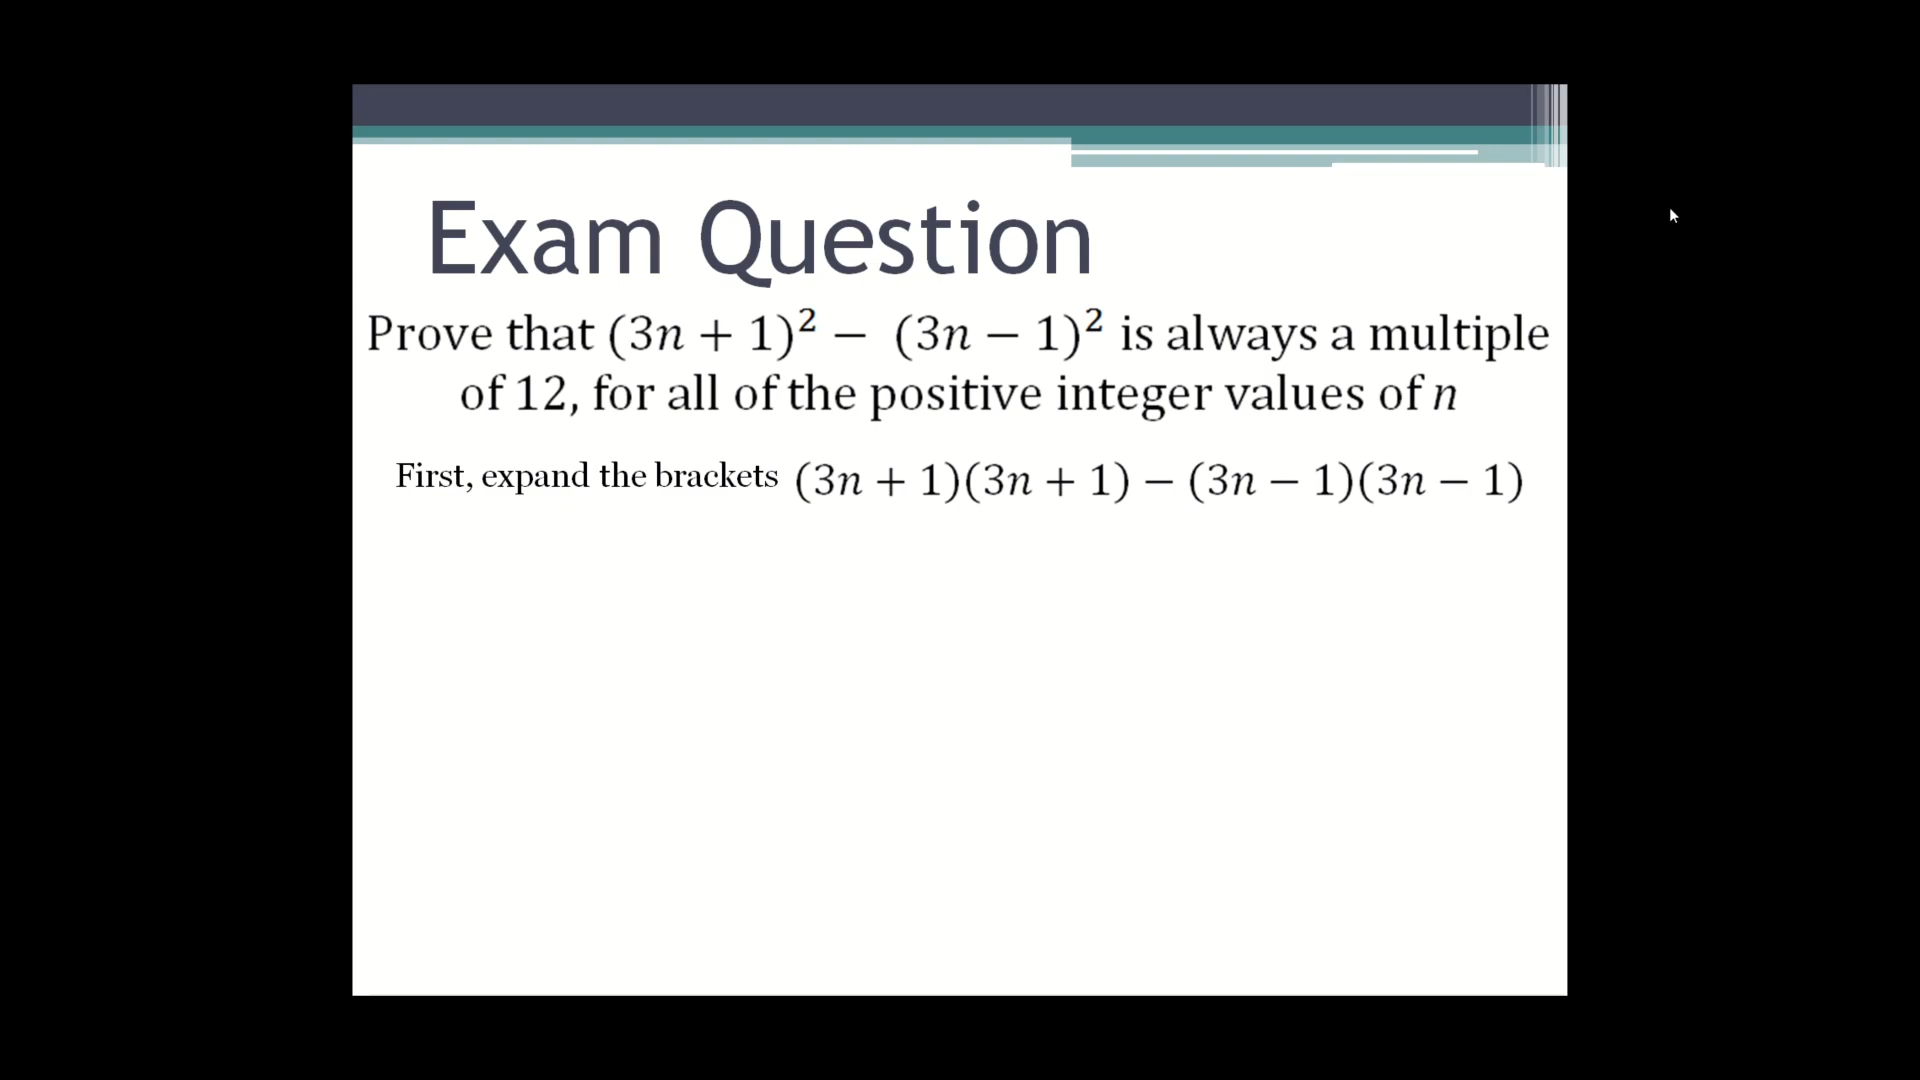 Exam Question
Prove that (3n + 1)² − (3n − 1)² is always a multiple
of 12, for all of the positive integer values of n
First, expand the brackets (3n + 1)(3n + 1) − (3n − 1)(3n − 1)